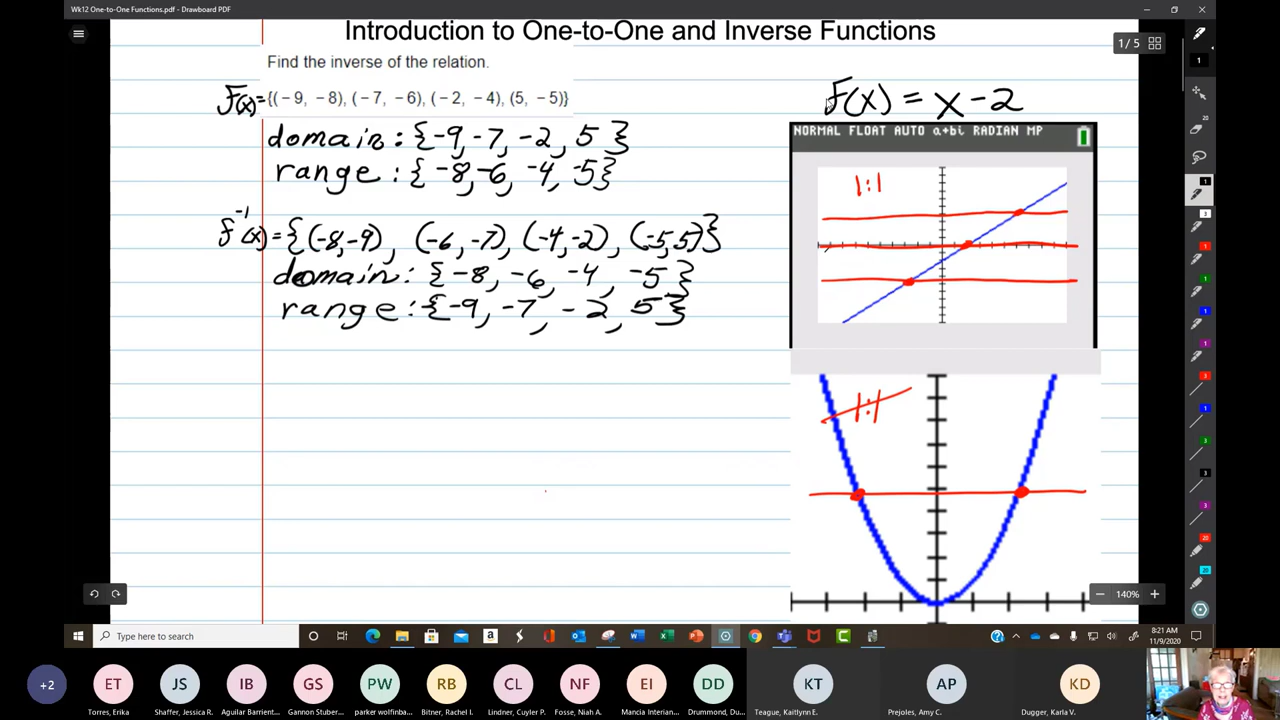 Wk12 One-to-One Functions.pdf - Drawboard PDF
Introduction to One-to-One and Inverse Functions
1 / 5
Find the inverse of the relation.
f(x)= {(-9, -8), (-7, -6), (-2, -4), (5, -5)}
domain: {-9, -7, -2, 5}
range: {-8, -6, -4, -5}
f⁻¹(x)= {(-8,-9), (-6,-7), (-4,-2), (-5,5)}
domain: {-8, -6, -4, -5}
range: {-9, -7, -2, 5}
f(x) = x-2
NORMAL FLOAT AUTO a+bi RADIAN MP
1:1
1:1
140%
Type here to search
8:21 AM
11/9/2020
+2
ET
JS
IB
GS
PW
RB
CL
NF
EI
DD
KT
AP
KD
Torres, Erika
Shaffer, Jessica R.
Aguilar Barrient...
Gannon Stuber...
parker wolfinba...
Bitner, Rachel I.
Lindner, Cuyler P.
Fosse, Niah A.
Mancia Interian...
Drummond, Du...
Teague, Kaitlynn E.
Prejoles, Amy C.
Dugger, Karla V.